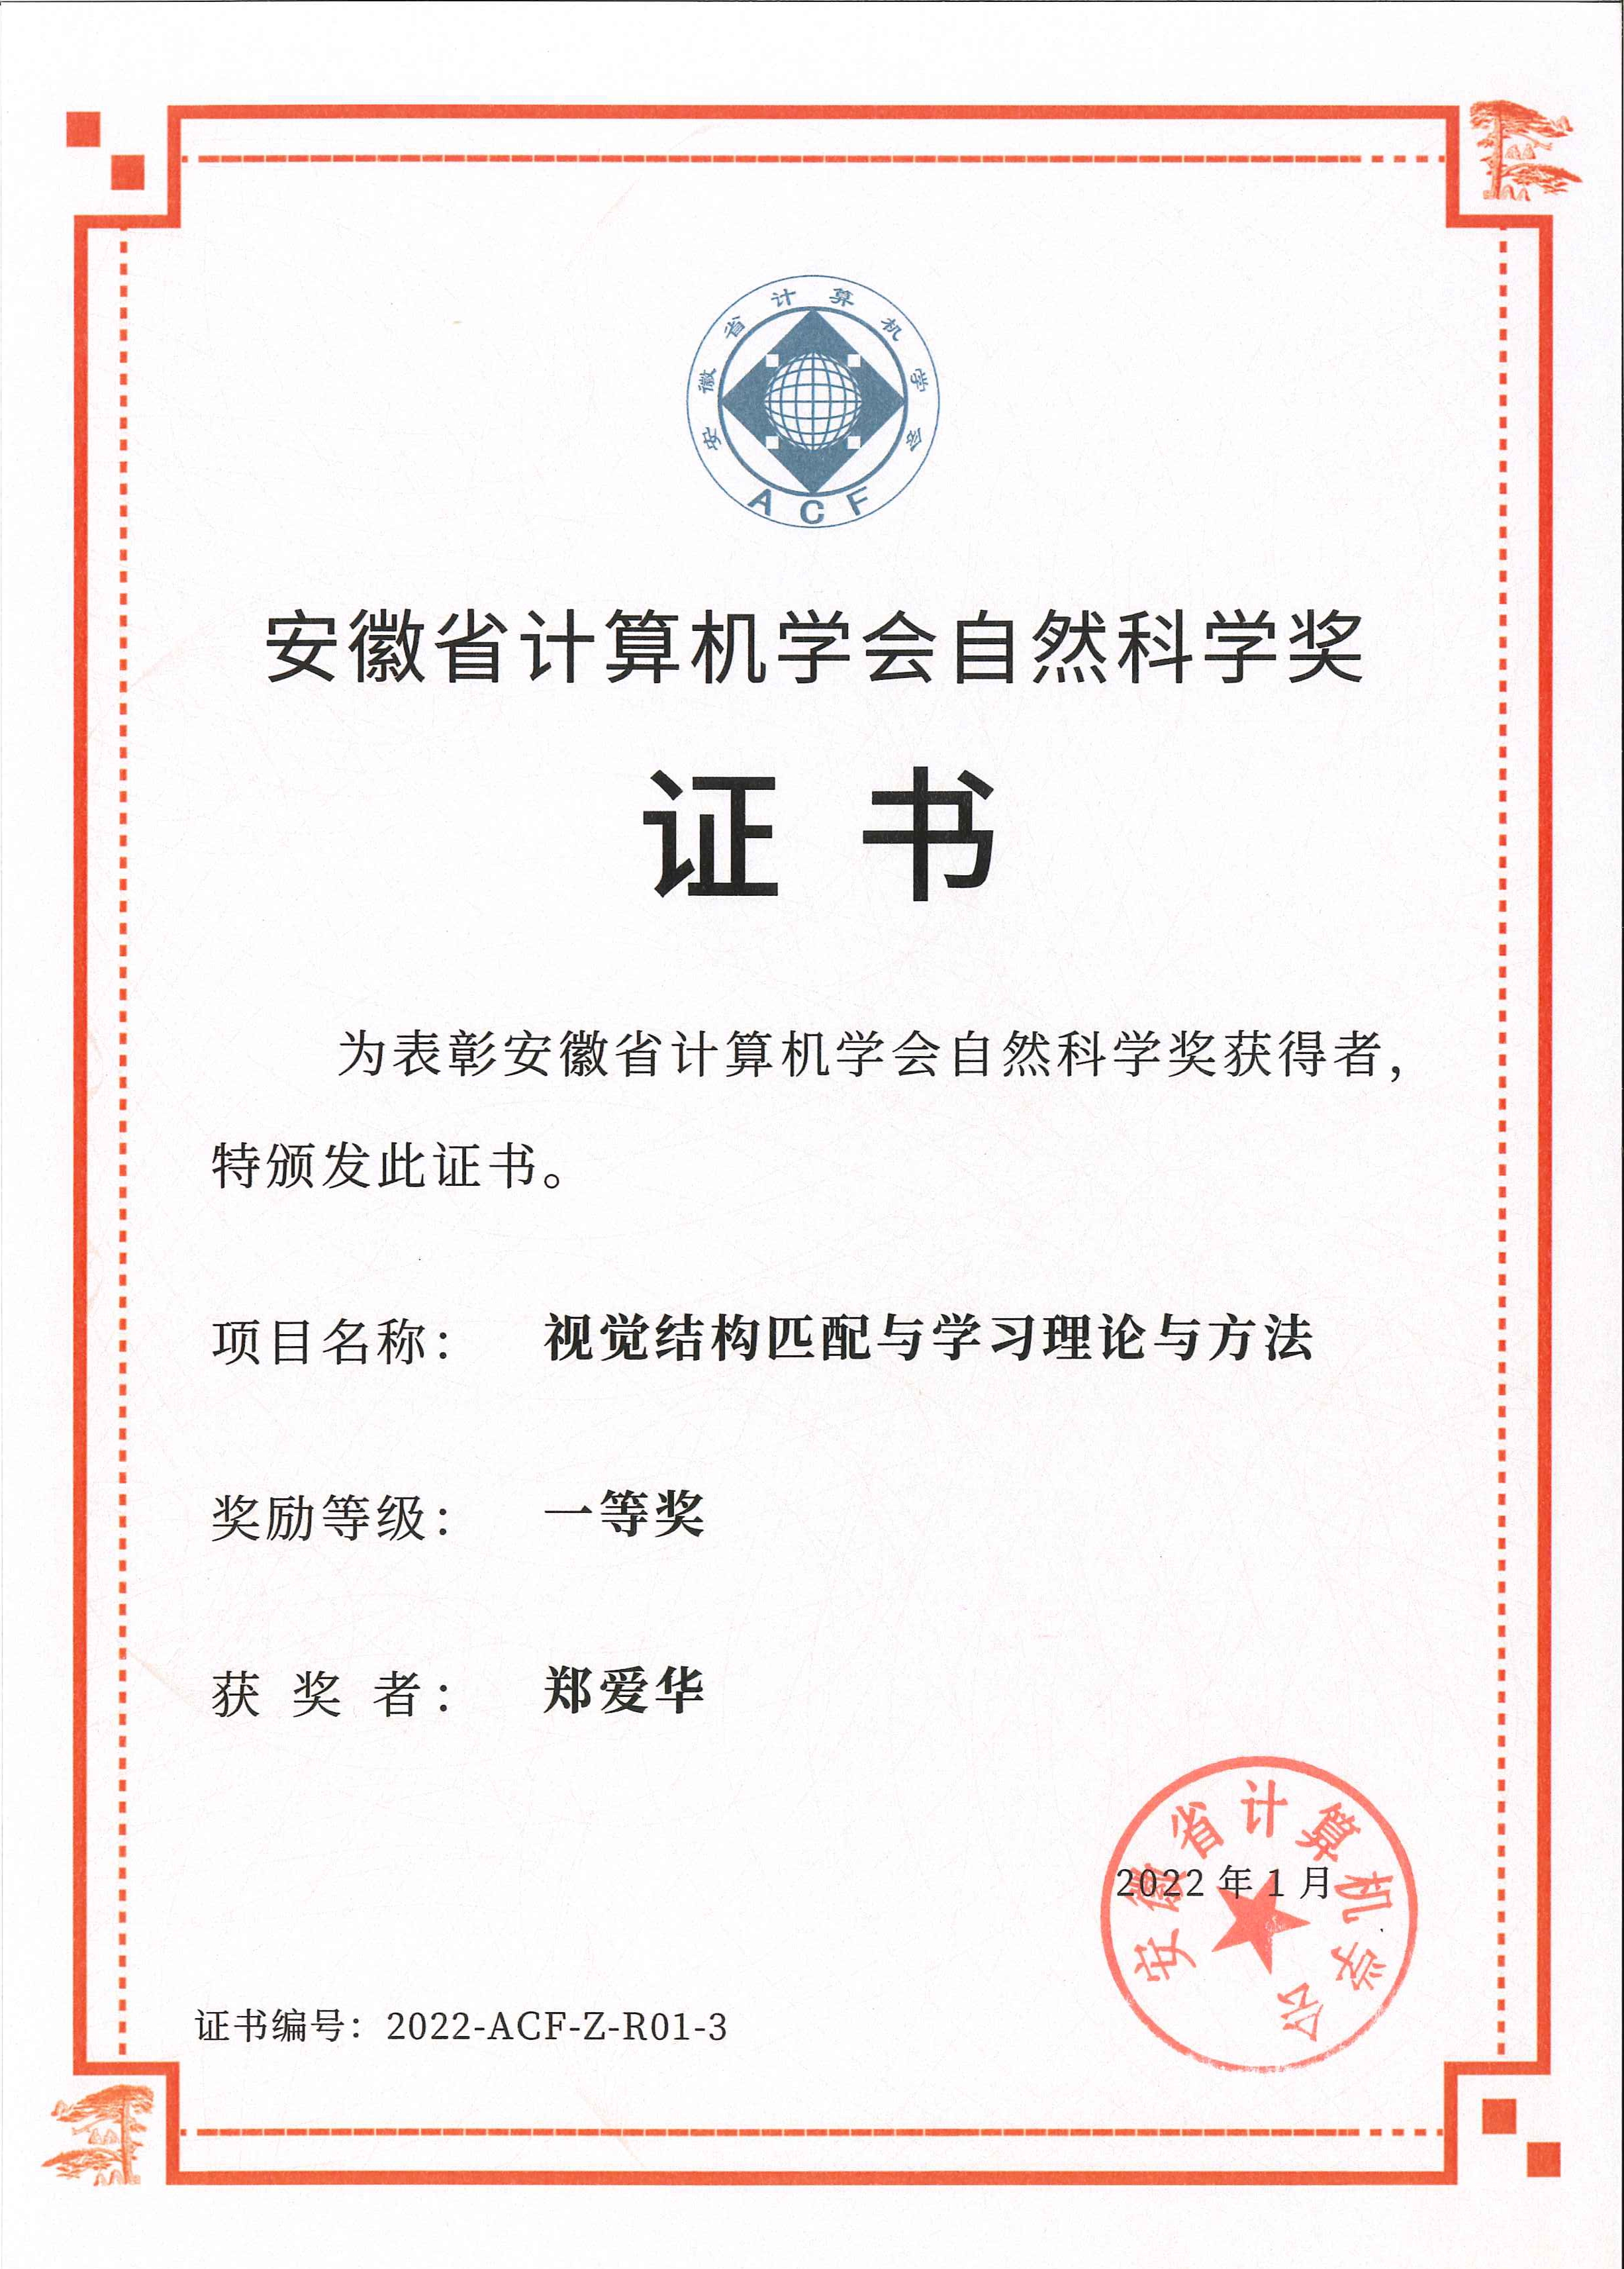 安徽省计算机学会
ACF
安徽省计算机学会自然科学奖
证书
为表彰安徽省计算机学会自然科学奖获得者，
特颁发此证书。
项目名称： 视觉结构匹配与学习理论与方法
奖励等级： 一等奖
获奖者： 郑爱华
安徽省计算机学会
2022年1月
证书编号：2022-ACF-Z-R01-3